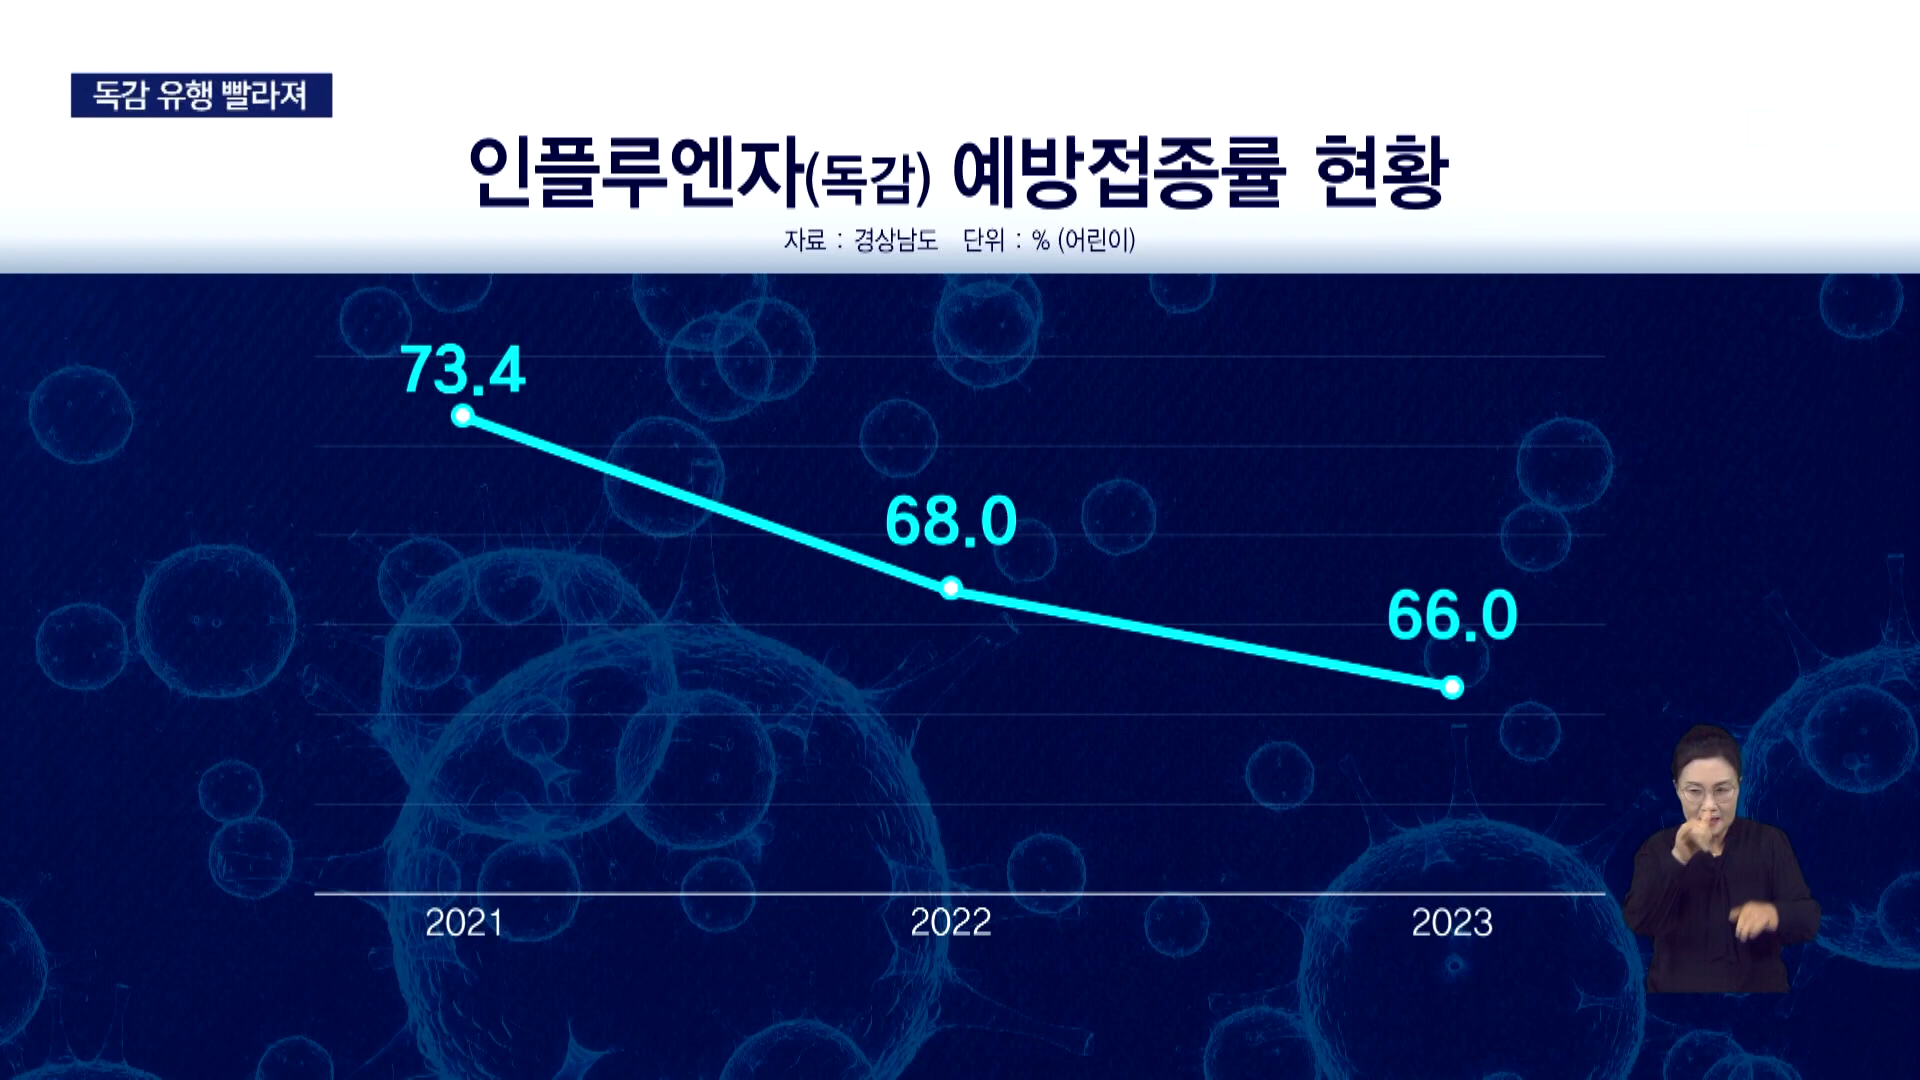 독감 유행 빨라져
인플루엔자(독감) 예방접종률 현황
자료 : 경상남도 단위 : % (어린이)
73.4
68.0
66.0
2021 2022 2023